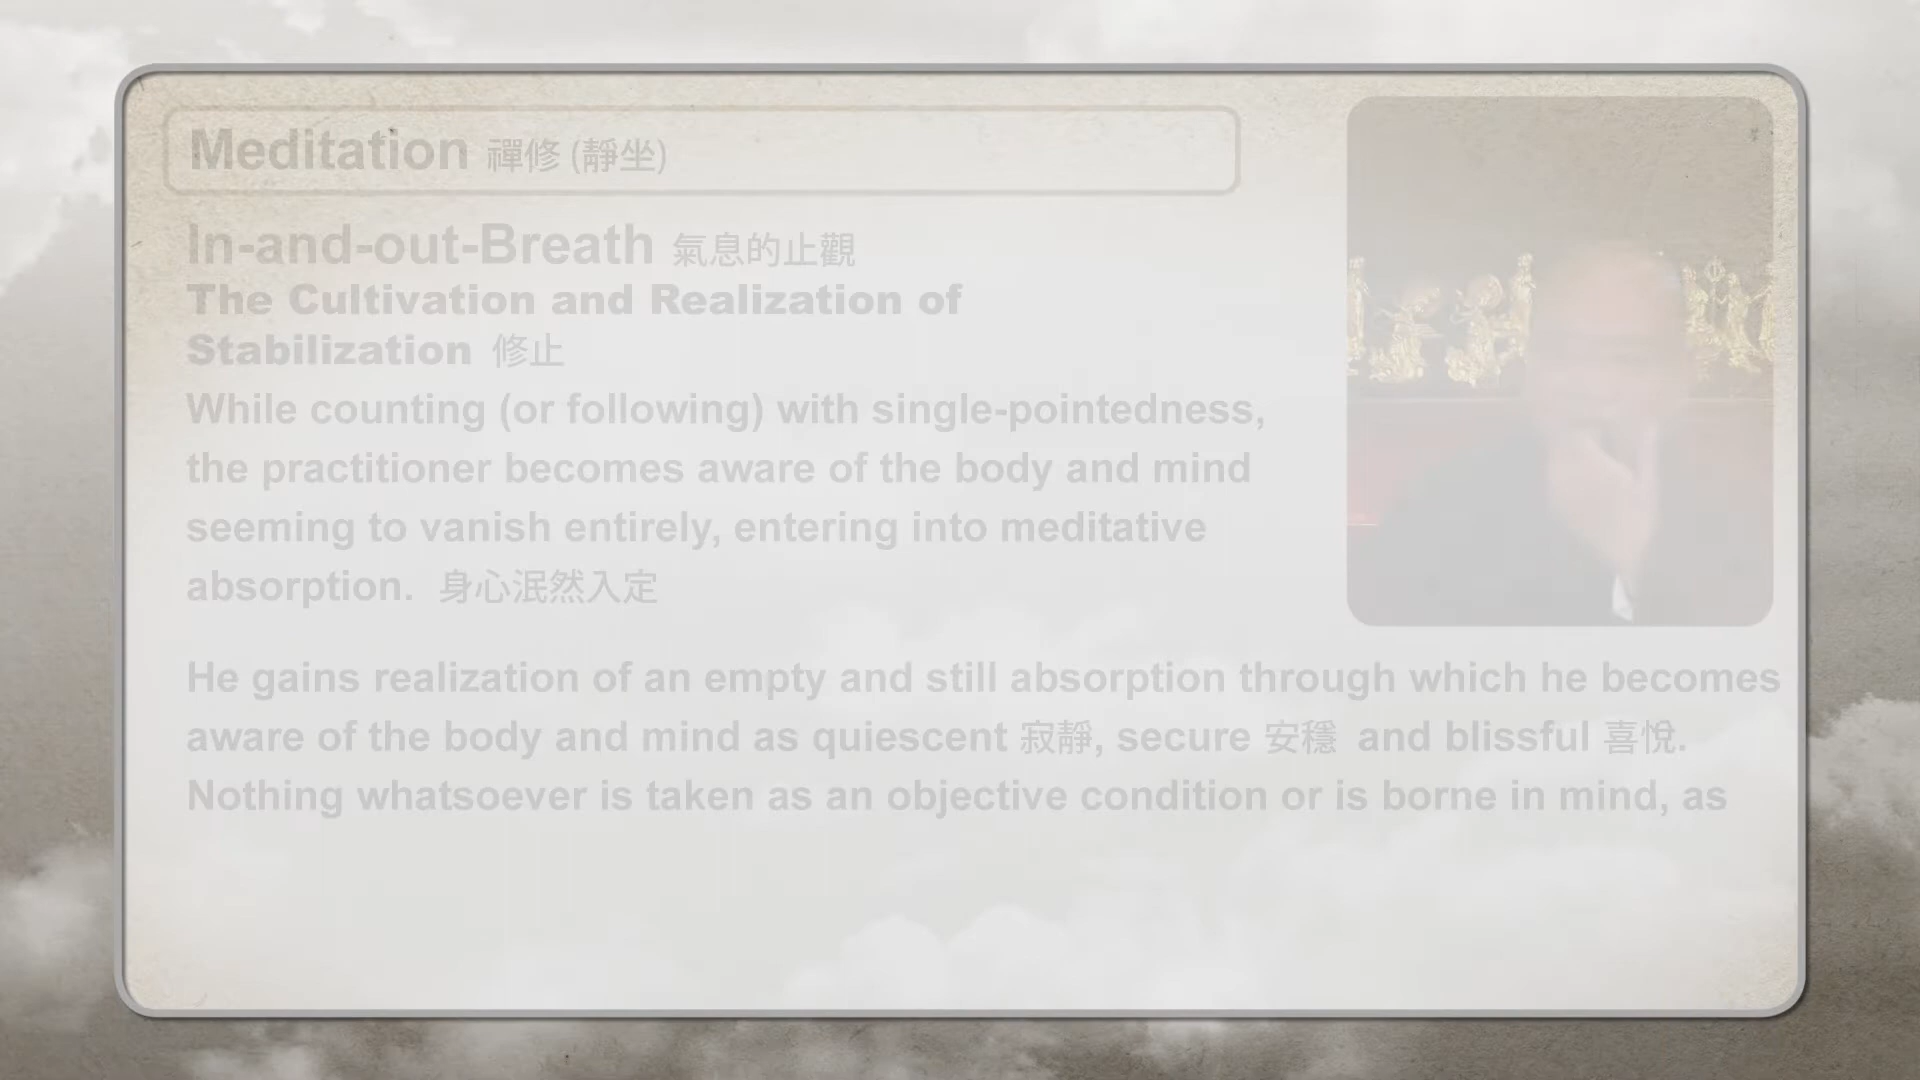 Meditation 禪修 (靜坐)
In-and-out-Breath 氣息的止觀
The Cultivation and Realization of
Stabilization 修止
While counting (or following) with single-pointedness,
the practitioner becomes aware of the body and mind
seeming to vanish entirely, entering into meditative
absorption. 身心泯然入定
He gains realization of an empty and still absorption through which he becomes
aware of the body and mind as quiescent 寂靜, secure 安穩 and blissful 喜悅.
Nothing whatsoever is taken as an objective condition or is borne in mind, as